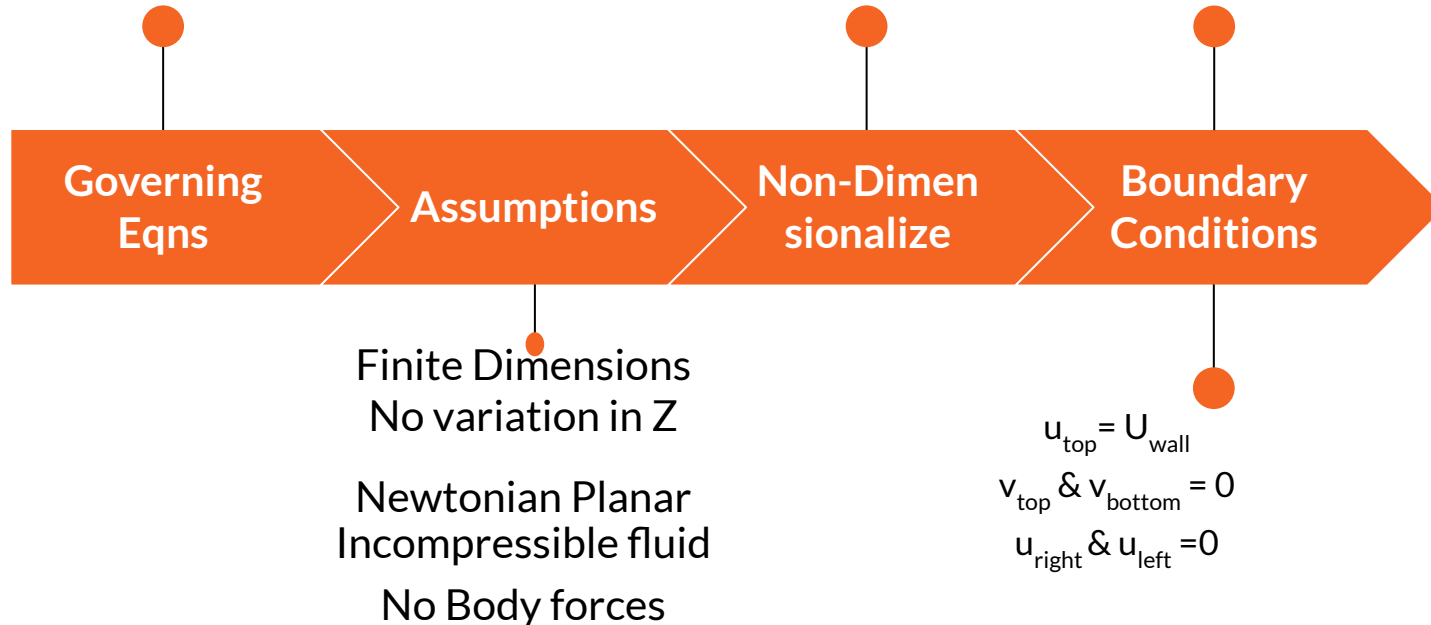 Governing
Eqns
Assumptions
Non-Dimen
sionalize
Boundary
Conditions
Finite Dimensions
No variation in Z
Newtonian Planar
Incompressible fluid
No Body forces
u_top= U_wall
v_top & v_bottom = 0
u_right & u_left =0